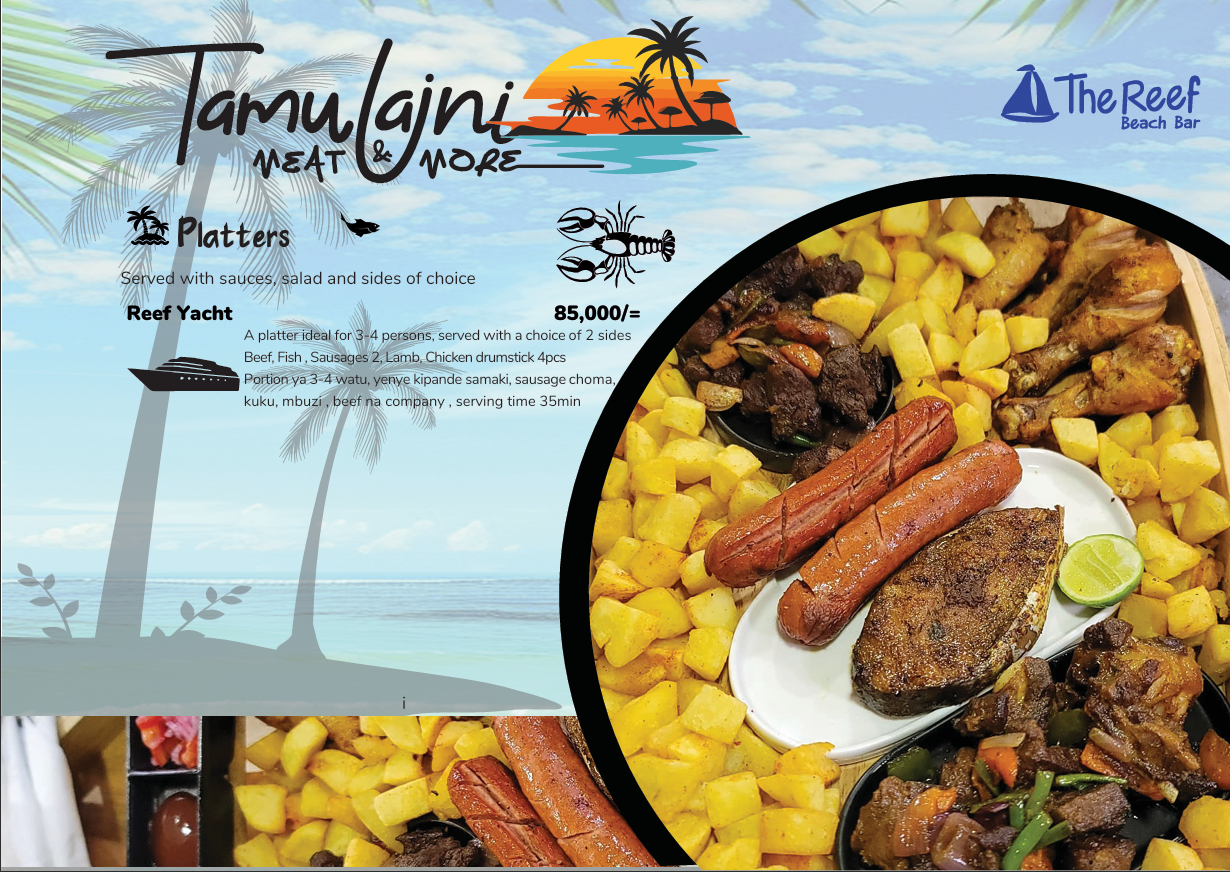 Tamu Lajni
MEAT & MORE
The Reef
Beach Bar
Platters
Served with sauces, salad and sides of choice
Reef Yacht 85,000/=
A platter ideal for 3-4 persons, served with a choice of 2 sides
Beef, Fish , Sausages 2, Lamb, Chicken drumstick 4pcs
Portion ya 3-4 watu, yenye kipande samaki, sausage choma,
kuku, mbuzi , beef na company , serving time 35min
i